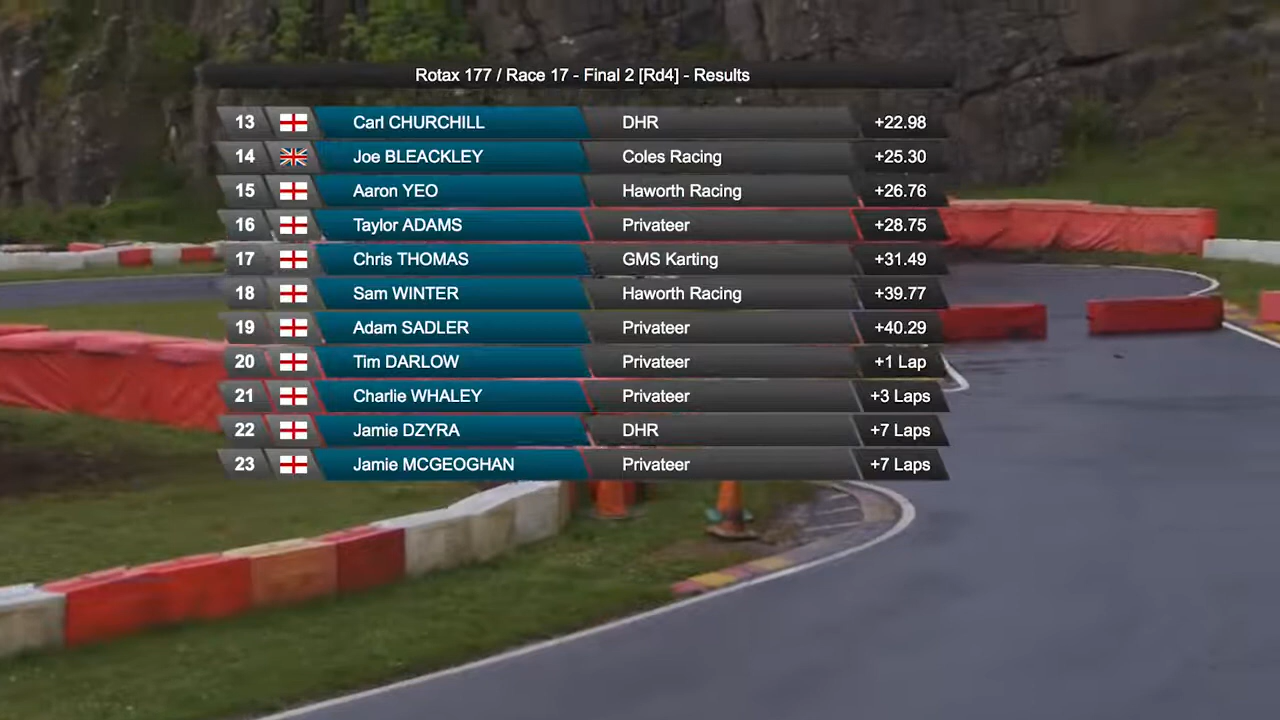 Rotax 177 / Race 17 - Final 2 [Rd4] - Results
13 Carl CHURCHILL DHR +22.98
14 Joe BLEACKLEY Coles Racing +25.30
15 Aaron YEO Haworth Racing +26.76
16 Taylor ADAMS Privateer +28.75
17 Chris THOMAS GMS Karting +31.49
18 Sam WINTER Haworth Racing +39.77
19 Adam SADLER Privateer +40.29
20 Tim DARLOW Privateer +1 Lap
21 Charlie WHALEY Privateer +3 Laps
22 Jamie DZYRA DHR +7 Laps
23 Jamie MCGEOGHAN Privateer +7 Laps